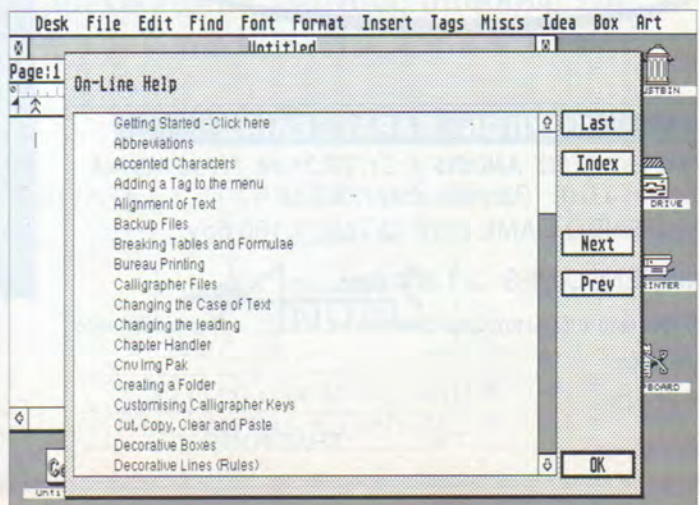 Desk File Edit Find Font Format Insert Tags Miscs Idea Box Art
Untitled
Page:1
On-Line Help
Getting Started - Click here
Abbreviations
Accented Characters
Adding a Tag to the menu
Alignment of Text
Backup Files
Breaking Tables and Formulae
Bureau Printing
Calligrapher Files
Changing the Case of Text
Changing the leading
Chapter Handler
Cnv Img Pak
Creating a Folder
Customising Calligrapher Keys
Cut, Copy, Clear and Paste
Decorative Boxes
Decorative Lines (Rules)
Last
Index
Next
Prev
OK
USTBIN
DRIVE
RINTER
PBOARD
Unti